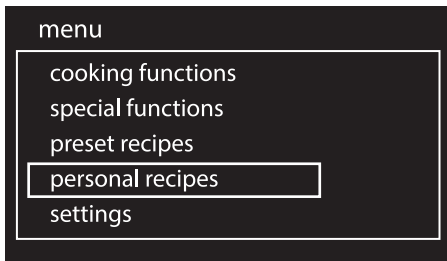 menu
cooking functions
special functions
preset recipes
personal recipes
settings